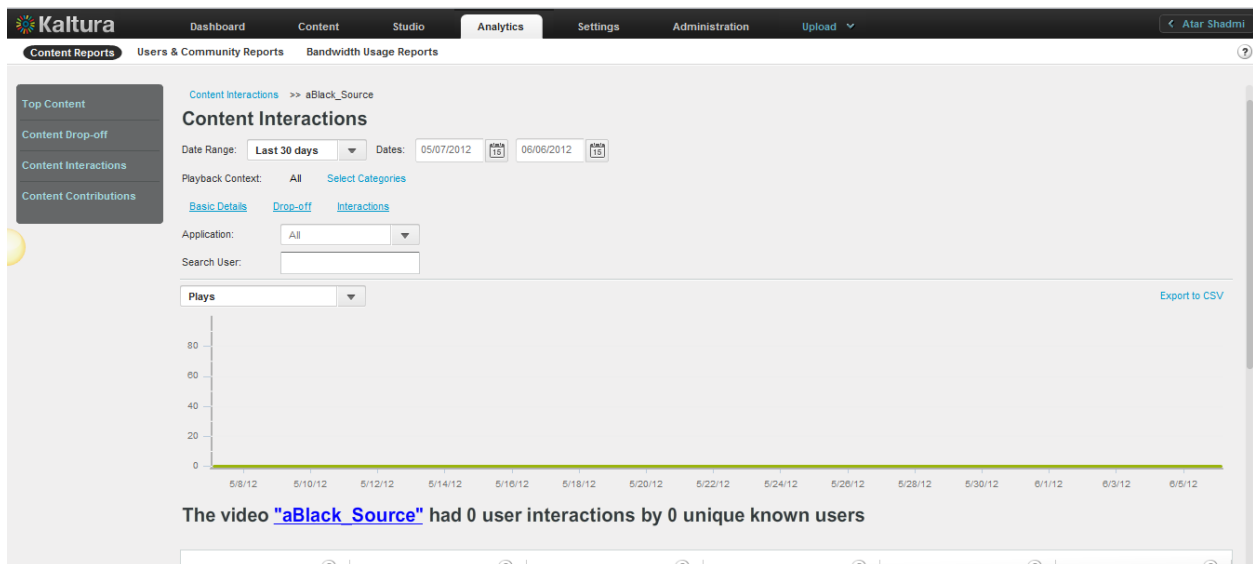 Kaltura Dashboard Content Studio Analytics Settings Administration Upload < Atar Shadmi
Content Reports Users & Community Reports Bandwidth Usage Reports ?
Top Content
Content Drop-off
Content Interactions
Content Contributions
Content Interactions >> aBlack_Source
Content Interactions
Date Range: Last 30 days Dates: 05/07/2012 15 06/06/2012 15
Playback Context: All Select Categories
Basic Details Drop-off Interactions
Application: All
Search User:
Plays Export to CSV
80
60
40
20
0
5/8/12 5/10/12 5/12/12 5/14/12 5/16/12 5/18/12 5/20/12 5/22/12 5/24/12 5/26/12 5/28/12 5/30/12 6/1/12 6/3/12 6/5/12
The video "aBlack_Source" had 0 user interactions by 0 unique known users